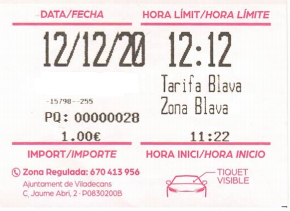 DATA/FECHA HORA LÍMIT/HORA LÍMITE
12/12/20 12:12
Tarifa Blava
-15798--255 Zona Blava
PQ: 00000028
1.00€ 11:22
IMPORT/IMPORTE HORA INICI/HORA INICIO
Zona Regulada: 670 413 956 TIQUET
Ajuntament de Viladecans VISIBLE
C, Jaume Abri, 2 - P0830200B